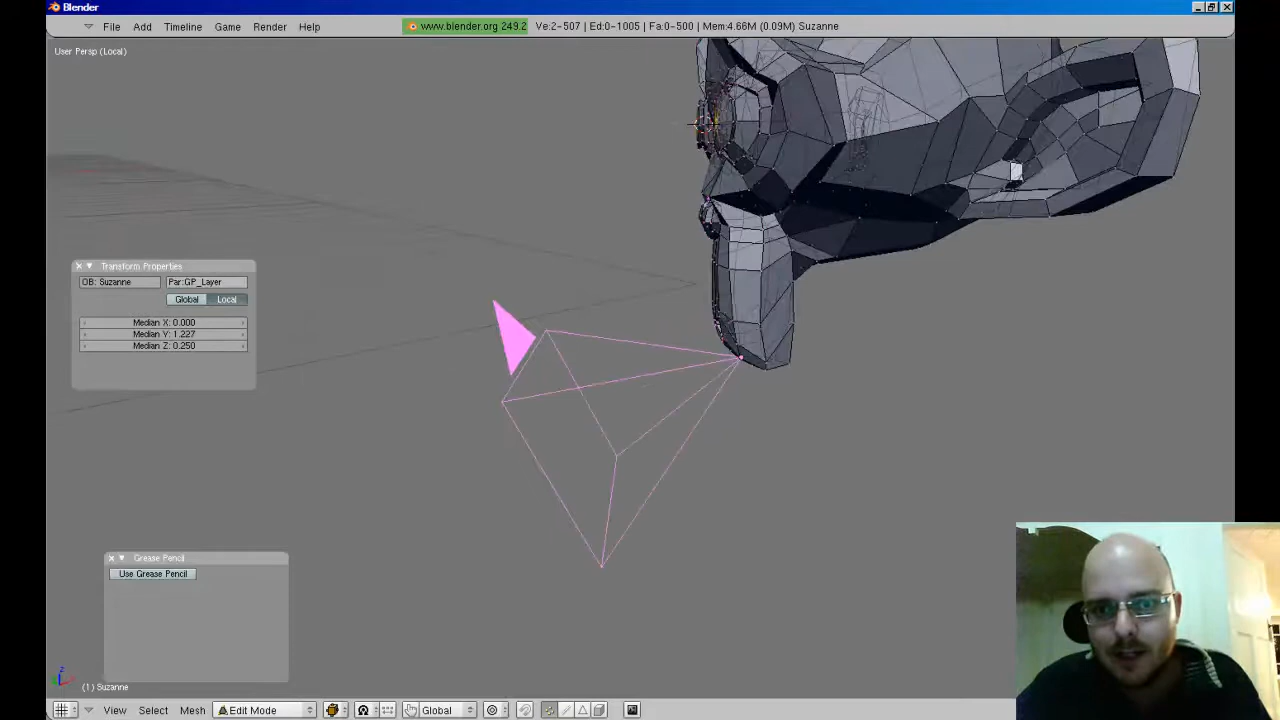 Blender
File Add Timeline Game Render Help www.blender.org 249.2 Ve:2-507 | Ed:0-1005 | Fa:0-500 | Mem:4.66M (0.09M) Suzanne
User Persp (Local)
Transform Properties
OB: Suzanne Par:GP_Layer
Global Local
Median X: 0.000
Median Y: 1.227
Median Z: 0.250
Grease Pencil
Use Grease Pencil
z
(1) Suzanne
View Select Mesh Edit Mode Global